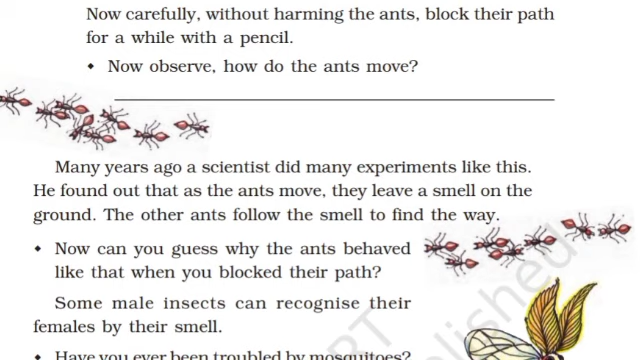 Now carefully, without harming the ants, block their path
for a while with a pencil.
• Now observe, how do the ants move?
Many years ago a scientist did many experiments like this.
He found out that as the ants move, they leave a smell on the
ground. The other ants follow the smell to find the way.
• Now can you guess why the ants behaved
like that when you blocked their path?
Some male insects can recognise their
females by their smell.
• Have you ever been troubled by mosquitoes?